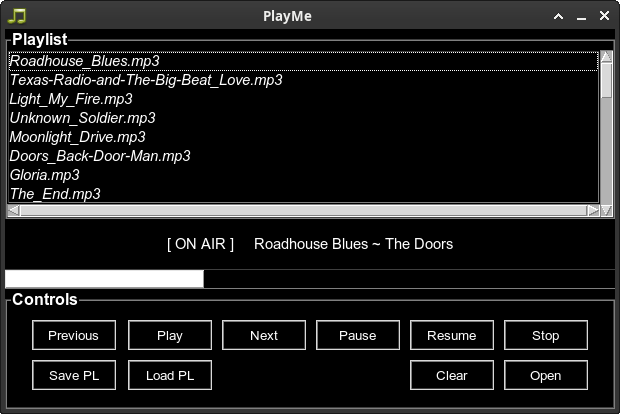 PlayMe
Playlist
Roadhouse_Blues.mp3
Texas-Radio-and-The-Big-Beat_Love.mp3
Light_My_Fire.mp3
Unknown_Soldier.mp3
Moonlight_Drive.mp3
Doors_Back-Door-Man.mp3
Gloria.mp3
The_End.mp3
[ ON AIR ] Roadhouse Blues ~ The Doors
Controls
Previous Play Next Pause Resume Stop
Save PL Load PL Clear Open